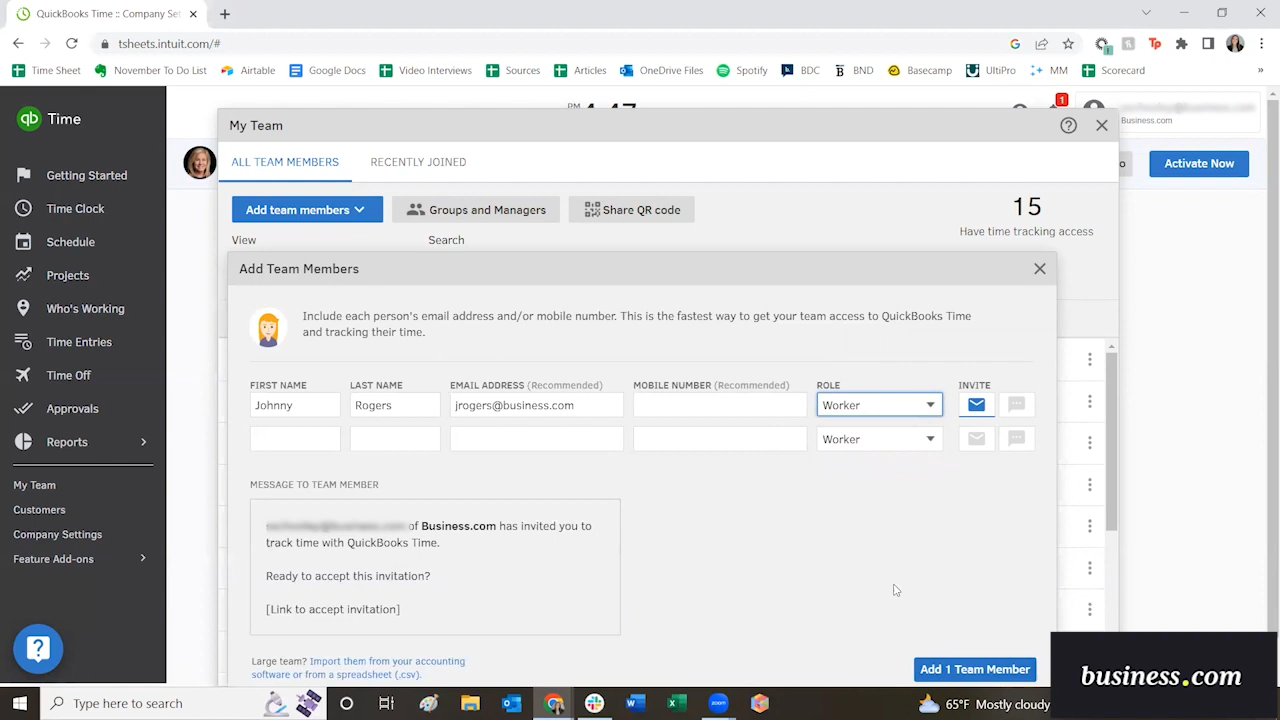 QuickBooks Time :: Company Set
tsheets.intuit.com/#
Time Sheet
November To Do List
Airtable
Google Docs
Video Interviews
Sources
Articles
OneDrive Files
Spotify
BDC
BND
Basecamp
UltiPro
MM
Scorecard
»
qb Time
1
Business.com
Activate Now
Getting Started
Time Clock
Schedule
Projects
Who's Working
Time Entries
Time Off
Approvals
Reports
My Team
Customers
Company Settings
Feature Add-ons
My Team
ALL TEAM MEMBERS
RECENTLY JOINED
Add team members
Groups and Managers
Share QR code
15
Have time tracking access
View
Search
Add Team Members
Include each person's email address and/or mobile number. This is the fastest way to get your team access to QuickBooks Time
and tracking their time.
FIRST NAME LAST NAME EMAIL ADDRESS (Recommended) MOBILE NUMBER (Recommended) ROLE INVITE
Johnny Rogers jrogers@business.com Worker
Worker
MESSAGE TO TEAM MEMBER
of Business.com has invited you to
track time with QuickBooks Time.
Ready to accept this invitation?
[Link to accept invitation]
Large team? Import them from your accounting
software or from a spreadsheet (.csv).
Add 1 Team Member
business.com
Type here to search
zoom
65°F Mostly cloudy